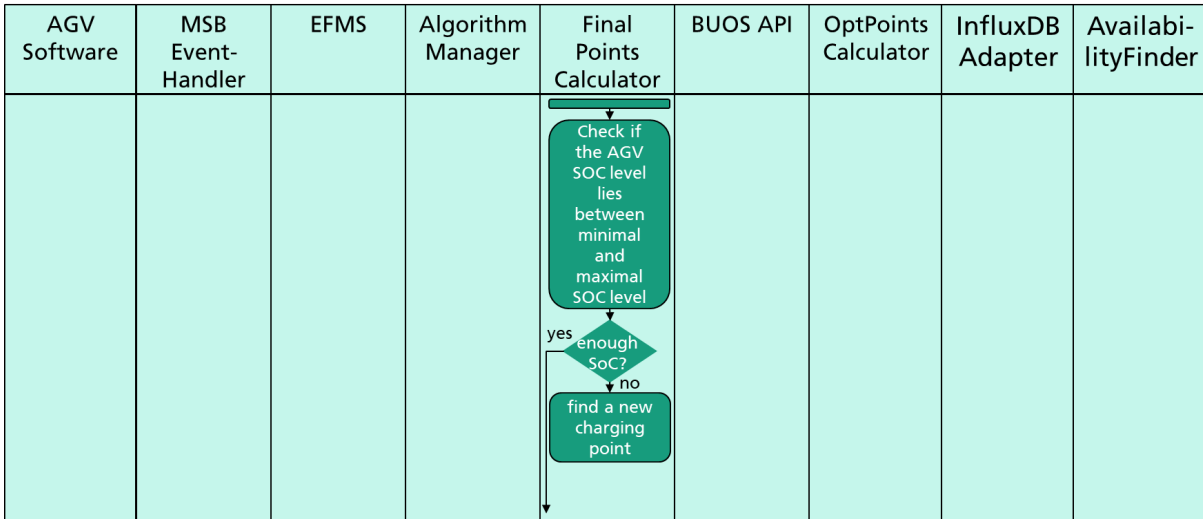 AGV
Software
MSB
Event-
Handler
EFMS
Algorithm
Manager
Final
Points
Calculator
BUOS API
OptPoints
Calculator
InfluxDB
Adapter
Availabi-
lityFinder
Check if
the AGV
SOC level
lies
between
minimal
and
maximal
SOC level
yes
enough
SoC?
no
find a new
charging
point